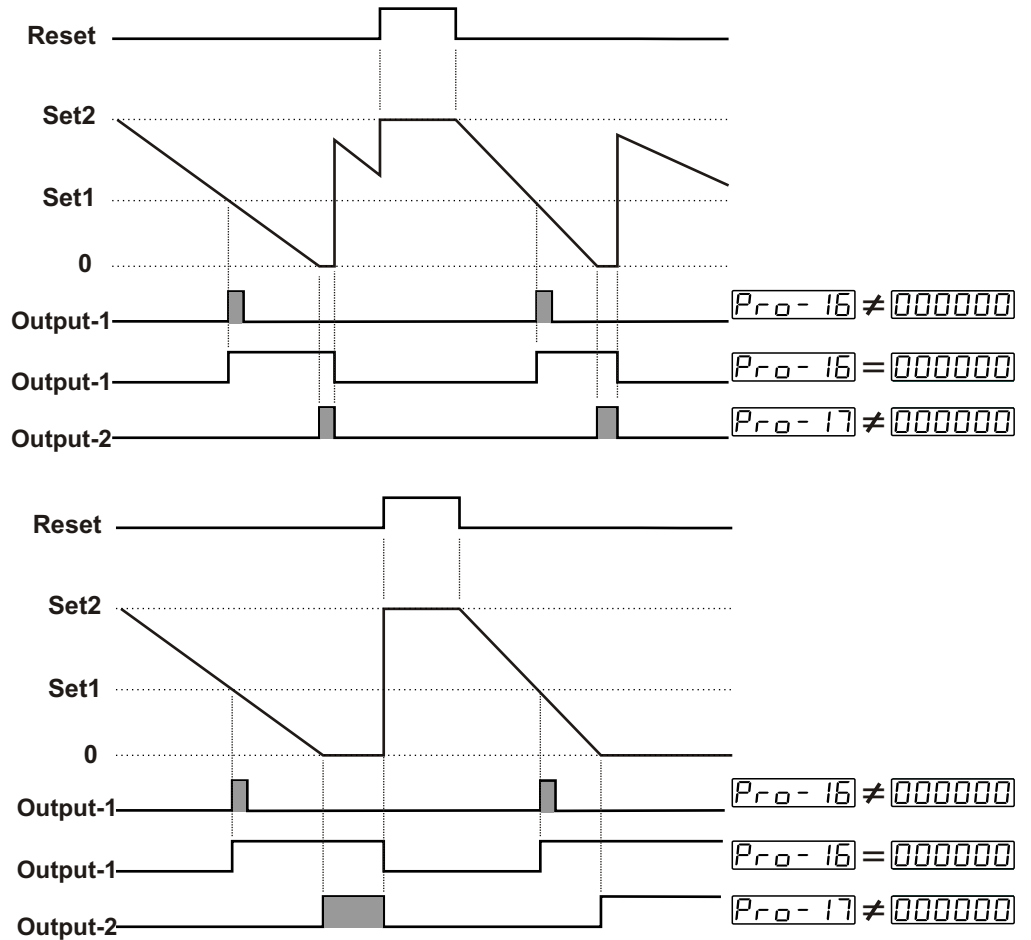 Reset
Set2
Set1
0
Output-1 Pro-16 ≠ 000000
Output-1 Pro-16 = 000000
Output-2 Pro-17 ≠ 000000
Reset
Set2
Set1
0
Output-1 Pro-16 ≠ 000000
Output-1 Pro-16 = 000000
Output-2 Pro-17 ≠ 000000